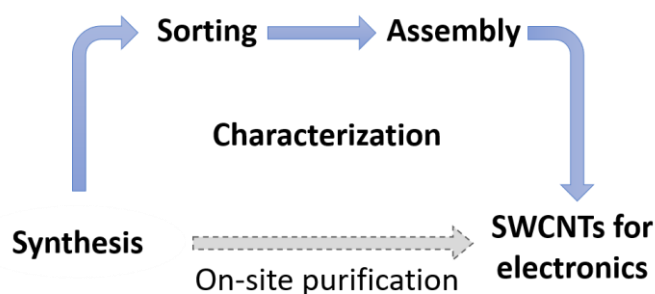 Sorting
Assembly
Characterization
Synthesis
SWCNTs for
electronics
On-site purification